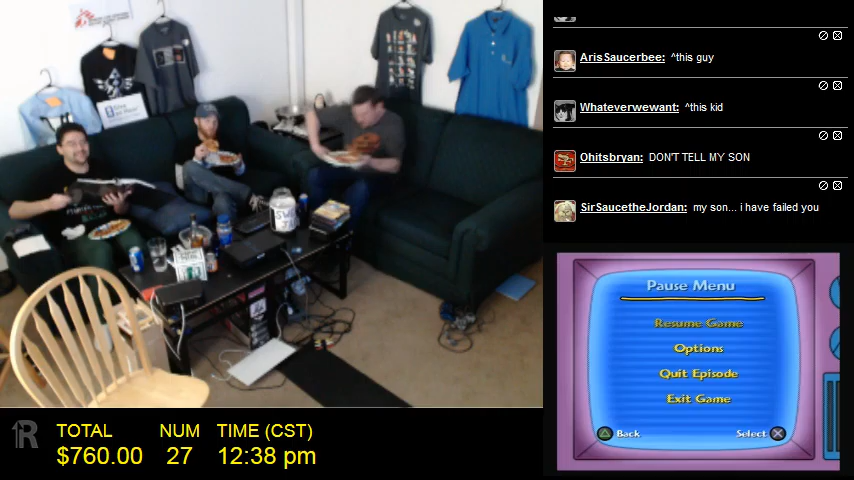 ArisSaucerbee: ^this guy
Whateverwewant: ^this kid
Ohitsbryan: DON'T TELL MY SON
SirSaucetheJordan: my son... i have failed you
Pause Menu
Resume Game
Options
Quit Episode
Exit Game
Back
Select
TOTAL NUM TIME (CST)
$760.00 27 12:38 pm